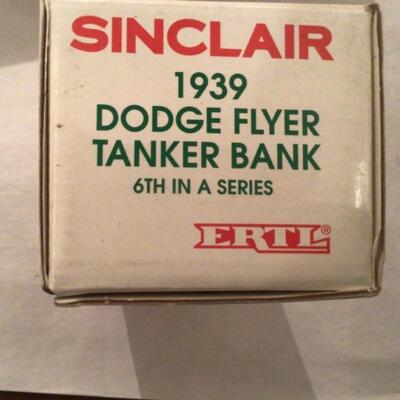 SINCLAIR
1939
DODGE FLYER
TANKER BANK
6TH IN A SERIES
ERTL®